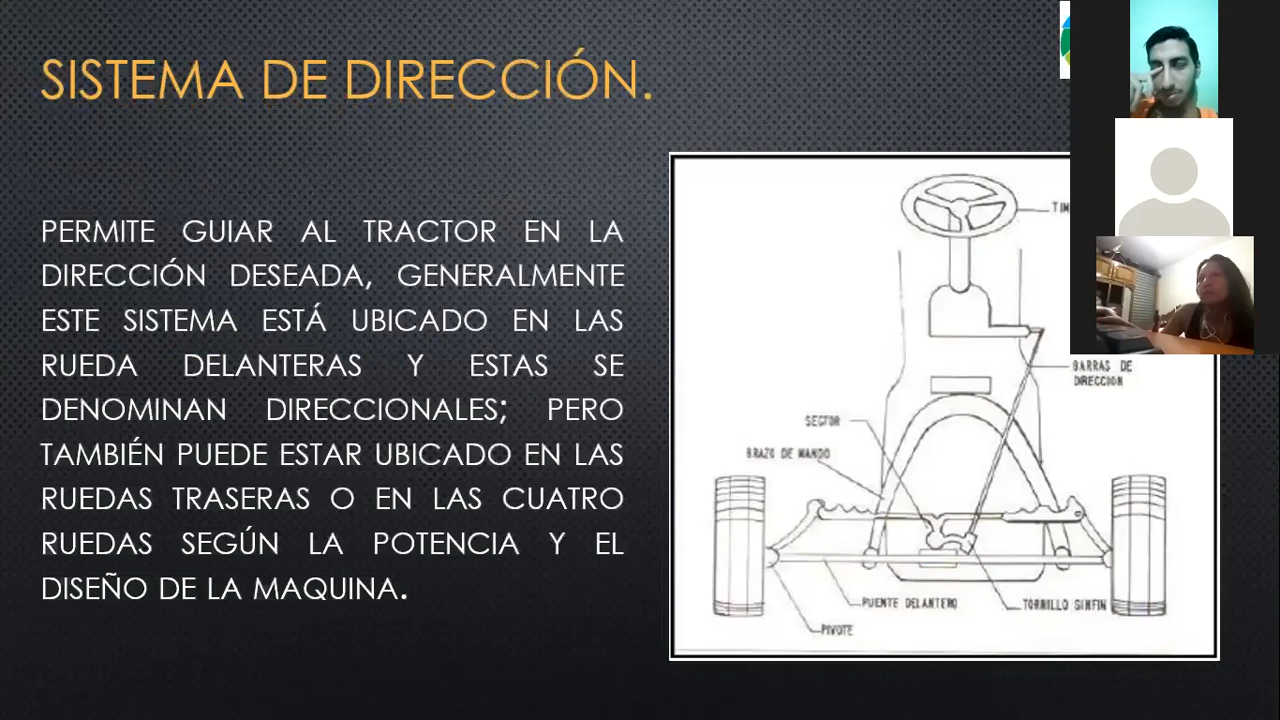 SISTEMA DE DIRECCIÓN.
PERMITE GUIAR AL TRACTOR EN LA
DIRECCIÓN DESEADA, GENERALMENTE
ESTE SISTEMA ESTÁ UBICADO EN LAS
RUEDA DELANTERAS Y ESTAS SE
DENOMINAN DIRECCIONALES; PERO
TAMBIÉN PUEDE ESTAR UBICADO EN LAS
RUEDAS TRASERAS O EN LAS CUATRO
RUEDAS SEGÚN LA POTENCIA Y EL
DISEÑO DE LA MAQUINA.
BARRAS DE
DIRECCION
SECTOR
BRAZO DE MANDO
PUENTE DELANTERO
TORNILLO SINFIN
PIVOTE